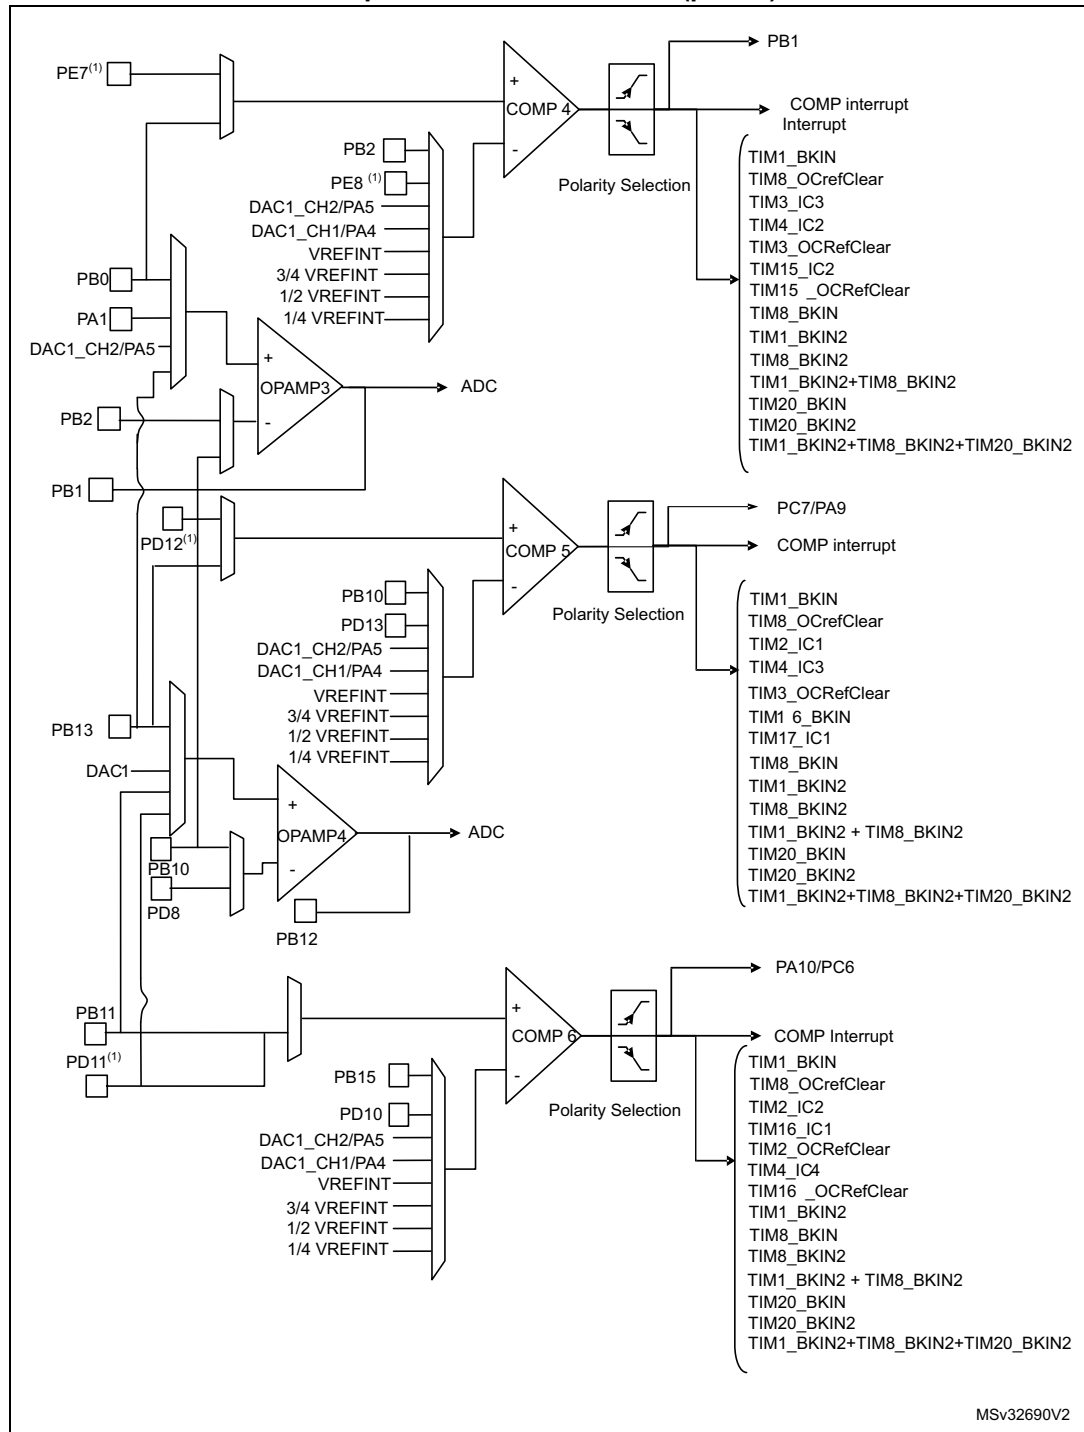 PB1
PE7(1)
+
COMP 4
-
COMP interrupt
Interrupt
PB2
PE8 (1)
DAC1_CH2/PA5
DAC1_CH1/PA4
VREFINT
3/4 VREFINT
1/2 VREFINT
1/4 VREFINT
Polarity Selection
TIM1_BKIN
TIM8_OCrefClear
TIM3_IC3
TIM4_IC2
TIM3_OCRefClear
TIM15_IC2
TIM15 _OCRefClear
TIM8_BKIN
TIM1_BKIN2
TIM8_BKIN2
TIM1_BKIN2+TIM8_BKIN2
TIM20_BKIN
TIM20_BKIN2
TIM1_BKIN2+TIM8_BKIN2+TIM20_BKIN2
PB0
PA1
DAC1_CH2/PA5
+
OPAMP3
-
ADC
PB2
PB1
PD12(1)
+
COMP 5
-
PC7/PA9
COMP interrupt
PB10
PD13
DAC1_CH2/PA5
DAC1_CH1/PA4
VREFINT
3/4 VREFINT
1/2 VREFINT
1/4 VREFINT
Polarity Selection
TIM1_BKIN
TIM8_OCrefClear
TIM2_IC1
TIM4_IC3
TIM3_OCRefClear
TIM1 6_BKIN
TIM17_IC1
TIM8_BKIN
TIM1_BKIN2
TIM8_BKIN2
TIM1_BKIN2 + TIM8_BKIN2
TIM20_BKIN
TIM20_BKIN2
TIM1_BKIN2+TIM8_BKIN2+TIM20_BKIN2
PB13
DAC1
+
OPAMP4
-
ADC
PB10
PD8
PB12
PB11
PD11(1)
+
COMP 6
-
PA10/PC6
COMP Interrupt
PB15
PD10
DAC1_CH2/PA5
DAC1_CH1/PA4
VREFINT
3/4 VREFINT
1/2 VREFINT
1/4 VREFINT
Polarity Selection
TIM1_BKIN
TIM8_OCrefClear
TIM2_IC2
TIM16_IC1
TIM2_OCRefClear
TIM4_IC4
TIM16 _OCRefClear
TIM1_BKIN2
TIM8_BKIN
TIM8_BKIN2
TIM1_BKIN2 + TIM8_BKIN2
TIM20_BKIN
TIM20_BKIN2
TIM1_BKIN2+TIM8_BKIN2+TIM20_BKIN2
MSv32690V2